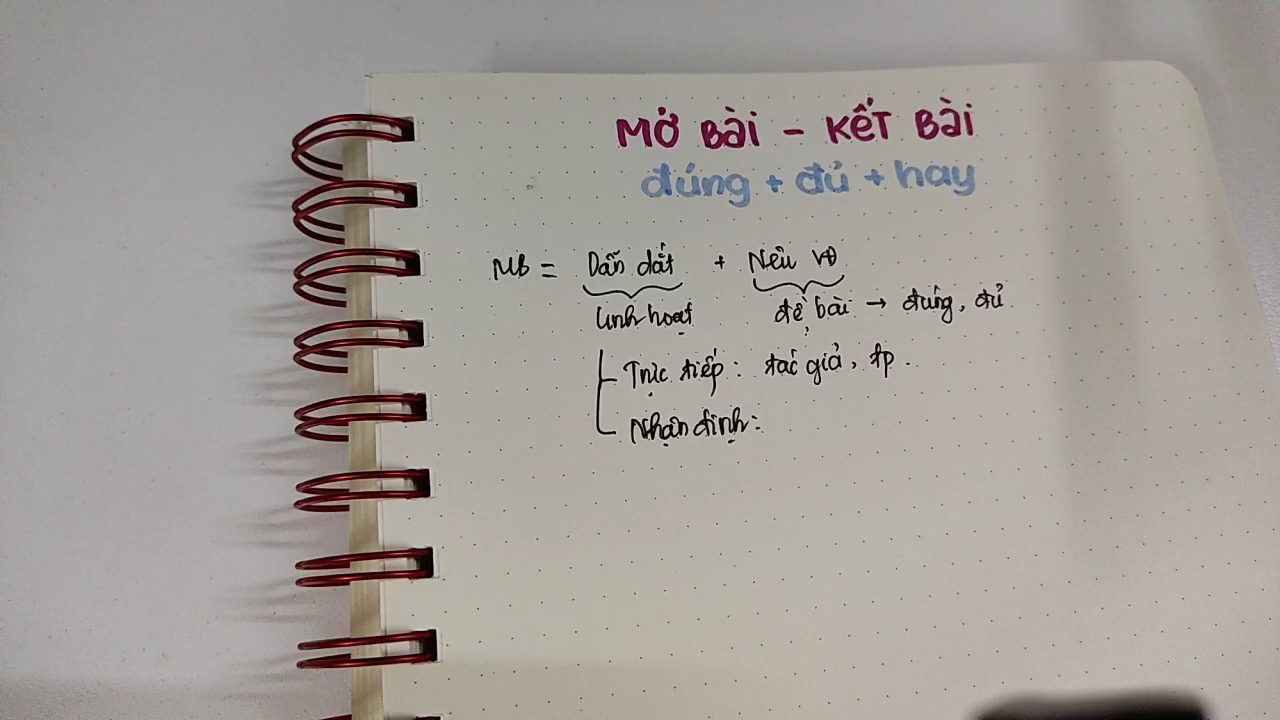 MỞ BÀI - KẾT BÀI
đúng + đủ + hay
MB = Dẫn dắt + Nêu VĐ
linh hoạt đề bài → đúng, đủ
Trực tiếp: tác giả, tp.
Nhận định: